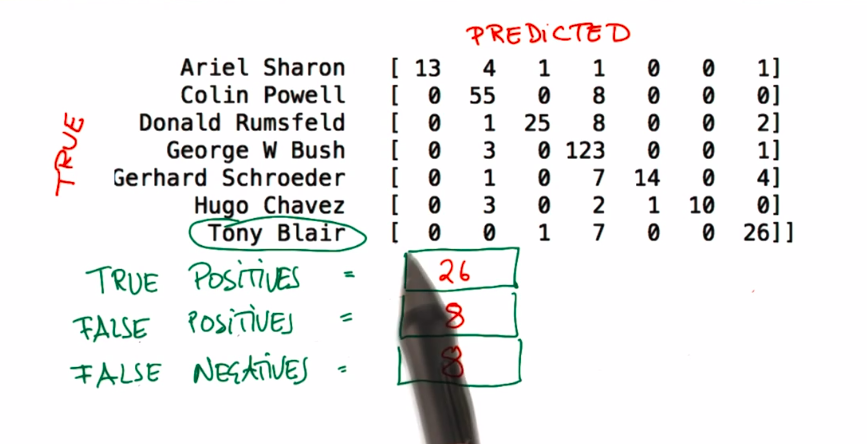 PREDICTED
TRUE
Ariel Sharon [ 13 4 1 1 0 0 1]
Colin Powell [ 0 55 0 8 0 0 0]
Donald Rumsfeld [ 0 1 25 8 0 0 2]
George W Bush [ 0 3 0 123 0 0 1]
Gerhard Schroeder [ 0 1 0 7 14 0 4]
Hugo Chavez [ 0 3 0 2 1 10 0]
Tony Blair [ 0 0 1 7 0 0 26]]
TRUE POSITIVES = 26
FALSE POSITIVES = 8
FALSE NEGATIVES = 8